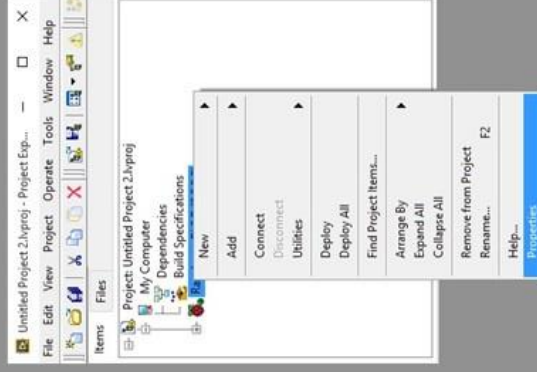 Untitled Project 2.lvproj - Project Exp...
File Edit View Project Operate Tools Window Help
Items Files
Project: Untitled Project 2.lvproj
My Computer
Dependencies
Build Specifications
New
Add
Connect
Disconnect
Utilities
Deploy
Deploy All
Find Project Items...
Arrange By
Expand All
Collapse All
Remove from Project
Rename... F2
Help...
Properties